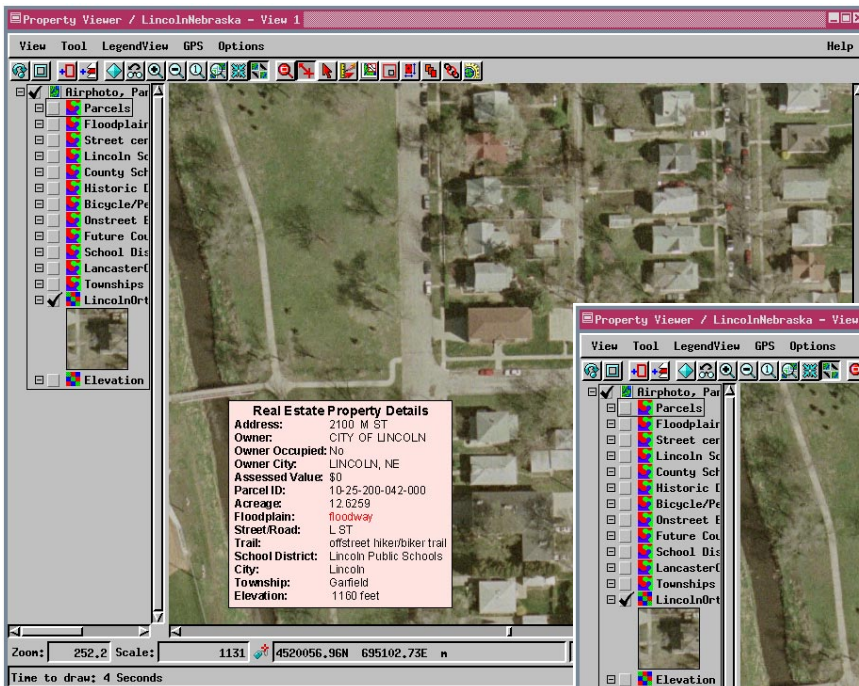 Property Viewer / LincolnNebraska - View 1
View Tool LegendView GPS Options Help
Airphoto, Par
Parcels
Floodplain
Street cen
Lincoln Sc
County Sch
Historic D
Bicycle/Pe
Onstreet B
Future Cou
School Dis
LancasterC
Townships
LincolnOrt
Elevation
Real Estate Property Details
Address: 2100 M ST
Owner: CITY OF LINCOLN
Owner Occupied: No
Owner City: LINCOLN, NE
Assessed Value: $0
Parcel ID: 10-25-200-042-000
Acreage: 12.6259
Floodplain: floodway
Street/Road: L ST
Trail: offstreet hiker/biker trail
School District: Lincoln Public Schools
City: Lincoln
Township: Garfield
Elevation: 1160 feet
Zoom: 252.2 Scale: 1131 4520056.96N 695102.73E m
Time to draw: 4 Seconds
Property Viewer / LincolnNebraska - View
View Tool LegendView GPS Options
Airphoto, Par
Parcels
Floodplain
Street cen
Lincoln Sc
County Sch
Historic D
Bicycle/Pe
Onstreet B
Future Cou
School Dis
LancasterC
Townships
LincolnOrt
Elevation